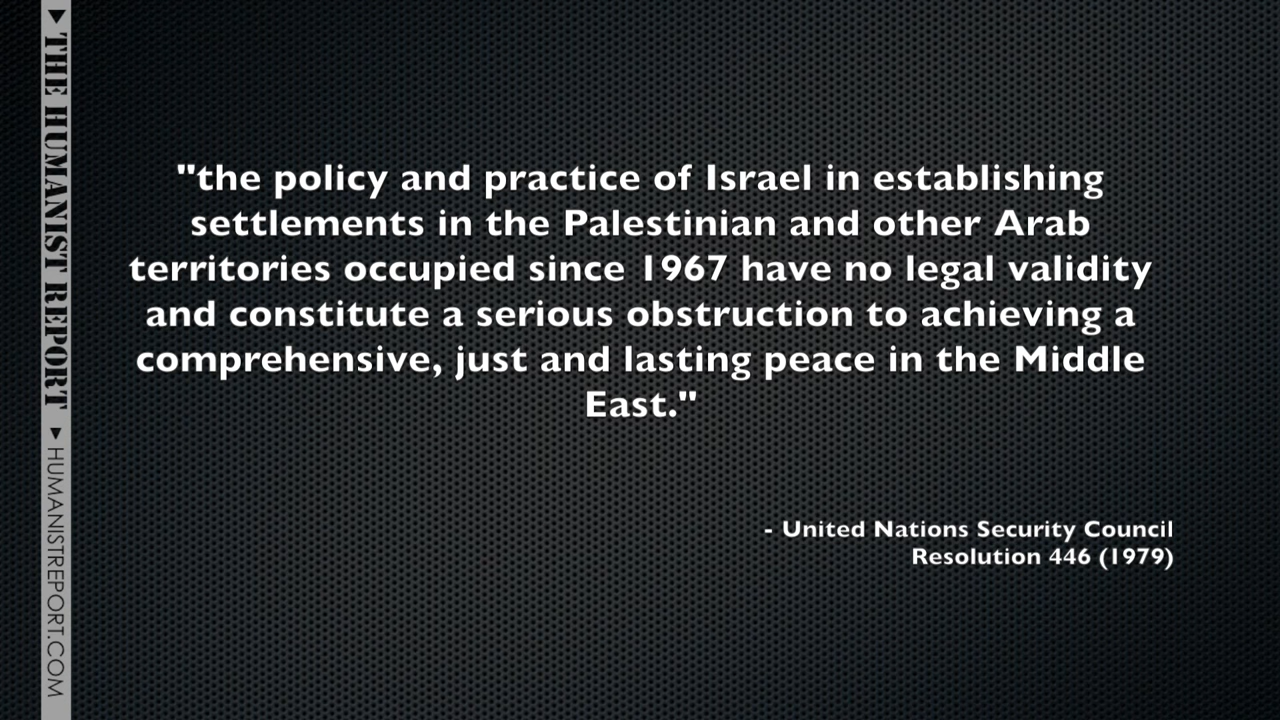 ▼ THE HUMANIST REPORT ▼ HUMANISTREPORT.COM
"the policy and practice of Israel in establishing
settlements in the Palestinian and other Arab
territories occupied since 1967 have no legal validity
and constitute a serious obstruction to achieving a
comprehensive, just and lasting peace in the Middle
East."
- United Nations Security Council
Resolution 446 (1979)